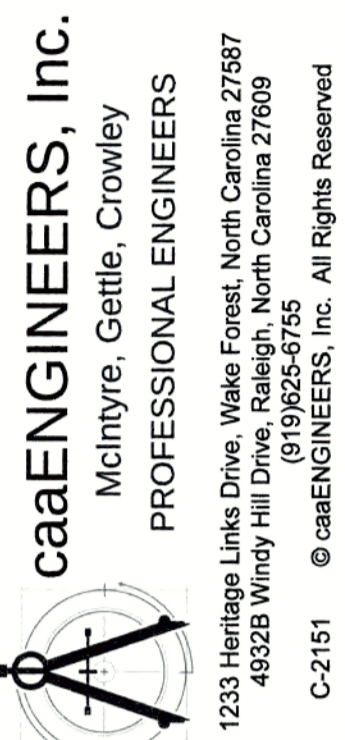 caaENGINEERS, Inc.
McIntyre, Gettle, Crowley
PROFESSIONAL ENGINEERS
1233 Heritage Links Drive, Wake Forest, North Carolina 27587
4932B Windy Hill Drive, Raleigh, North Carolina 27609
(919)625-6755
C-2151 © caaENGINEERS, Inc. All Rights Reserved